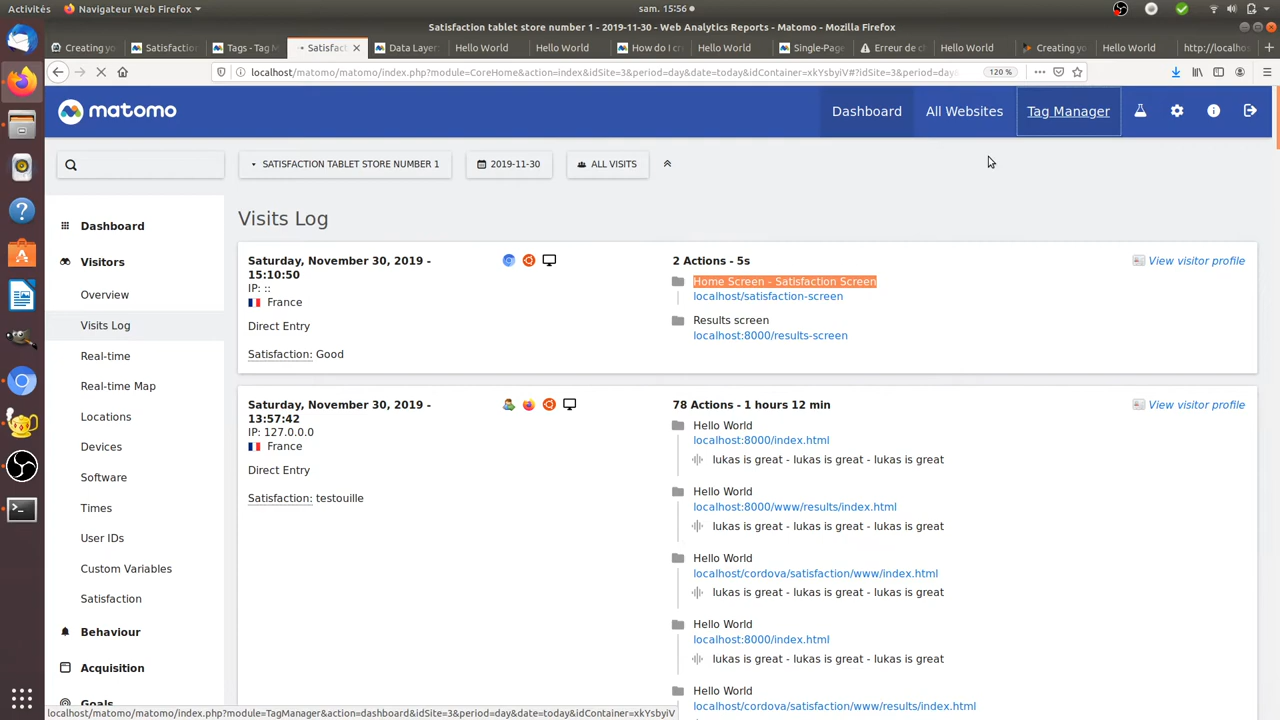 Activités
Navigateur Web Firefox
sam. 15:56
Satisfaction tablet store number 1 - 2019-11-30 - Web Analytics Reports - Matomo - Mozilla Firefox
Creating yo
Satisfaction
Tags - Tag M
Satisfac
Data Layer
Hello World
Hello World
How do I cr
Hello World
Single-Page
Erreur de ch
Hello World
Creating yo
Hello World
http://localhos
localhost/matomo/matomo/index.php?module=CoreHome&action=index&idSite=3&period=day&date=today&idContainer=xkYsbyiV#?idSite=3&period=day
120 %
matomo
Dashboard
All Websites
Tag Manager
SATISFACTION TABLET STORE NUMBER 1
2019-11-30
ALL VISITS
Dashboard
Visitors
Overview
Visits Log
Real-time
Real-time Map
Locations
Devices
Software
Times
User IDs
Custom Variables
Satisfaction
Behaviour
Acquisition
Goals
Visits Log
Saturday, November 30, 2019 -
15:10:50
IP: ::
France
Direct Entry
Satisfaction: Good
2 Actions - 5s
Home Screen - Satisfaction Screen
localhost/satisfaction-screen
Results screen
localhost:8000/results-screen
View visitor profile
Saturday, November 30, 2019 -
13:57:42
IP: 127.0.0.0
France
Direct Entry
Satisfaction: testouille
78 Actions - 1 hours 12 min
Hello World
localhost:8000/index.html
lukas is great - lukas is great - lukas is great
Hello World
localhost:8000/www/results/index.html
lukas is great - lukas is great - lukas is great
Hello World
localhost/cordova/satisfaction/www/index.html
lukas is great - lukas is great - lukas is great
Hello World
localhost:8000/index.html
lukas is great - lukas is great - lukas is great
Hello World
localhost/cordova/satisfaction/www/results/index.html
View visitor profile
localhost/matomo/matomo/index.php?module=TagManager&action=dashboard&idSite=3&period=day&date=today&idContainer=xkYsbyiV